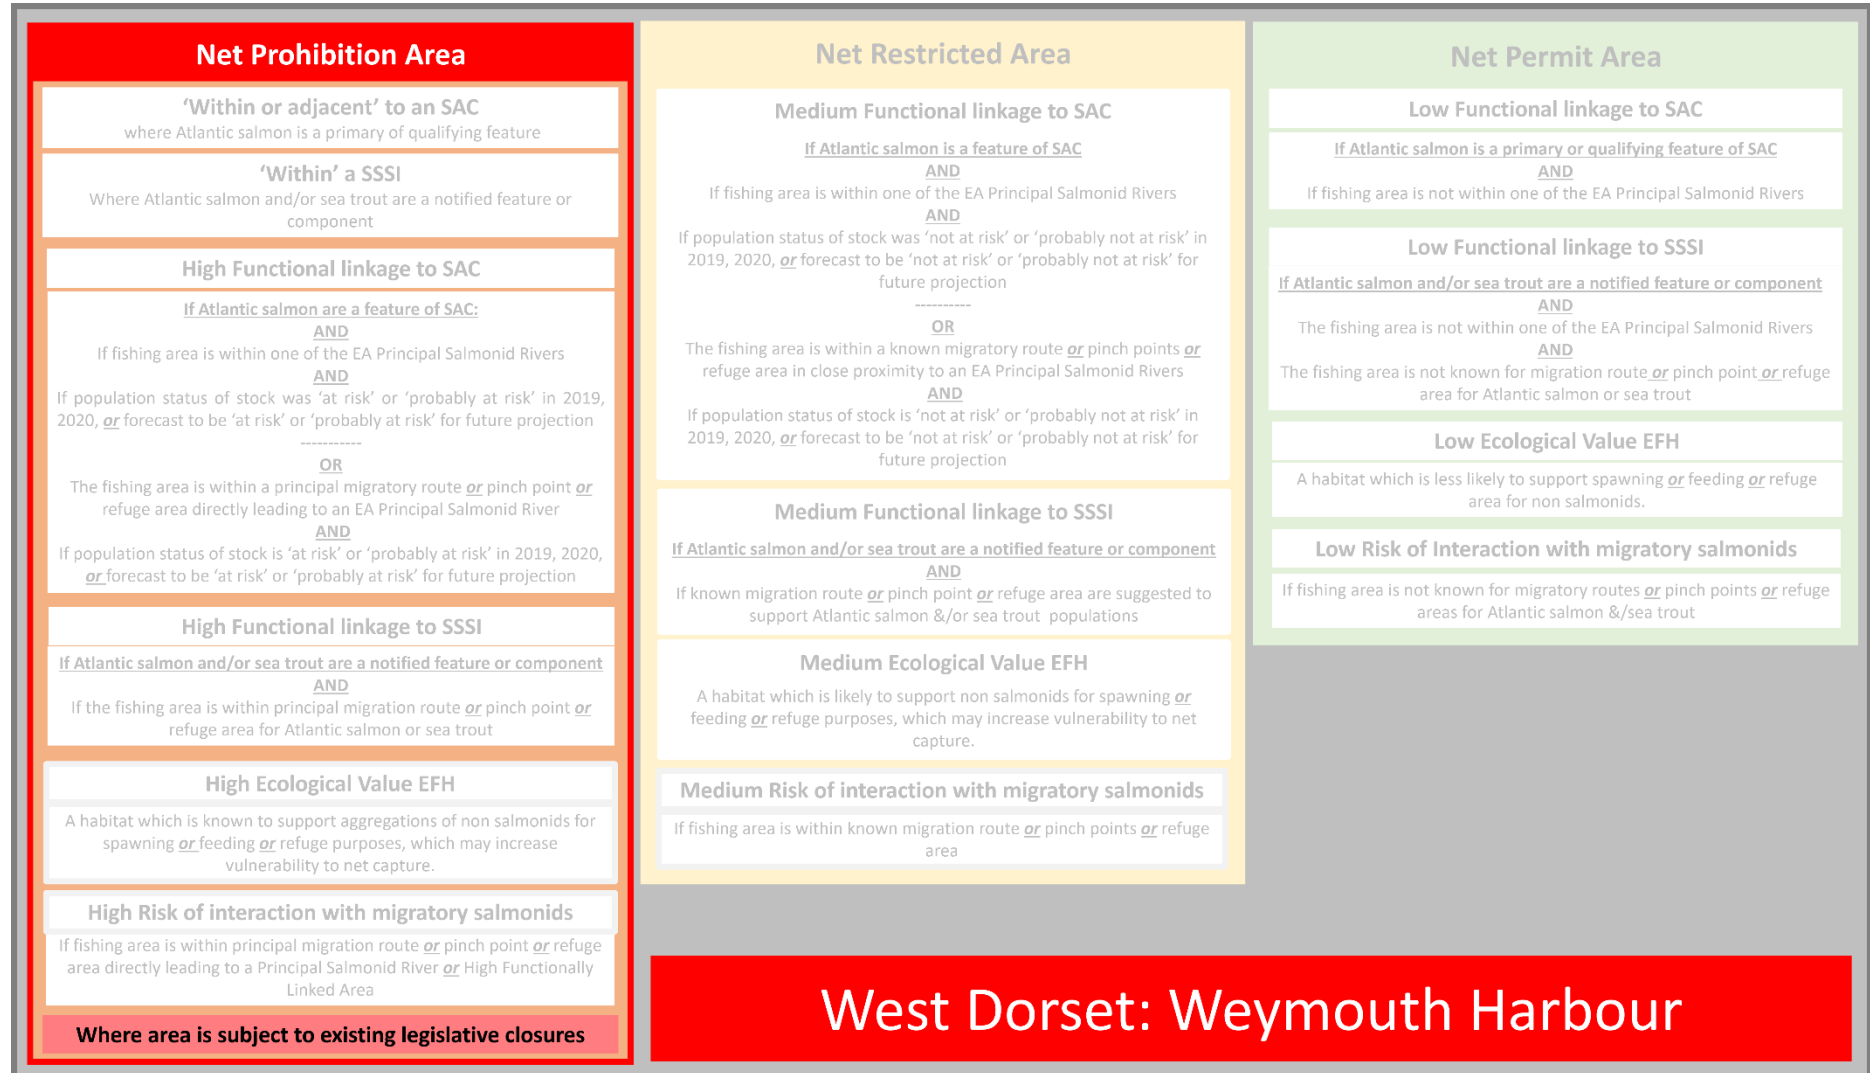 Net Prohibition Area
‘Within or adjacent’ to an SAC
where Atlantic salmon is a primary of qualifying feature
‘Within’ a SSSI
Where Atlantic salmon and/or sea trout are a notified feature or
component
High Functional linkage to SAC
If Atlantic salmon are a feature of SAC:
AND
If fishing area is within one of the EA Principal Salmonid Rivers
AND
If population status of stock was ‘at risk’ or ‘probably at risk’ in 2019,
2020, or forecast to be ‘at risk’ or ‘probably at risk’ for future projection
-----------
OR
The fishing area is within a principal migratory route or pinch point or
refuge area directly leading to an EA Principal Salmonid River
AND
If population status of stock is ‘at risk’ or ‘probably at risk’ in 2019, 2020,
or forecast to be ‘at risk’ or ‘probably at risk’ for future projection
High Functional linkage to SSSI
If Atlantic salmon and/or sea trout are a notified feature or component
AND
If the fishing area is within principal migration route or pinch point or
refuge area for Atlantic salmon or sea trout
High Ecological Value EFH
A habitat which is known to support aggregations of non salmonids for
spawning or feeding or refuge purposes, which may increase
vulnerability to net capture.
High Risk of interaction with migratory salmonids
If fishing area is within principal migration route or pinch point or refuge
area directly leading to a Principal Salmonid River or High Functionally
Linked Area
Where area is subject to existing legislative closures
Net Restricted Area
Medium Functional linkage to SAC
If Atlantic salmon is a feature of SAC
AND
If fishing area is within one of the EA Principal Salmonid Rivers
AND
If population status of stock was ‘not at risk’ or ‘probably not at risk’ in
2019, 2020, or forecast to be ‘not at risk’ or ‘probably not at risk’ for
future projection
----------
OR
The fishing area is within a known migratory route or pinch points or
refuge area in close proximity to an EA Principal Salmonid Rivers
AND
If population status of stock is ‘not at risk’ or ‘probably not at risk’ in
2019, 2020, or forecast to be ‘not at risk’ or ‘probably not at risk’ for
future projection
Medium Functional linkage to SSSI
If Atlantic salmon and/or sea trout are a notified feature or component
AND
If known migration route or pinch point or refuge area are suggested to
support Atlantic salmon &/or sea trout populations
Medium Ecological Value EFH
A habitat which is likely to support non salmonids for spawning or
feeding or refuge purposes, which may increase vulnerability to net
capture.
Medium Risk of interaction with migratory salmonids
If fishing area is within known migration route or pinch points or refuge
area
Net Permit Area
Low Functional linkage to SAC
If Atlantic salmon is a primary or qualifying feature of SAC
AND
If fishing area is not within one of the EA Principal Salmonid Rivers
Low Functional linkage to SSSI
If Atlantic salmon and/or sea trout are a notified feature or component
AND
The fishing area is not within one of the EA Principal Salmonid Rivers
AND
The fishing area is not known for migration route or pinch point or refuge
area for Atlantic salmon or sea trout
Low Ecological Value EFH
A habitat which is less likely to support spawning or feeding or refuge
area for non salmonids.
Low Risk of Interaction with migratory salmonids
If fishing area is not known for migratory routes or pinch points or refuge
areas for Atlantic salmon &/sea trout
West Dorset: Weymouth Harbour